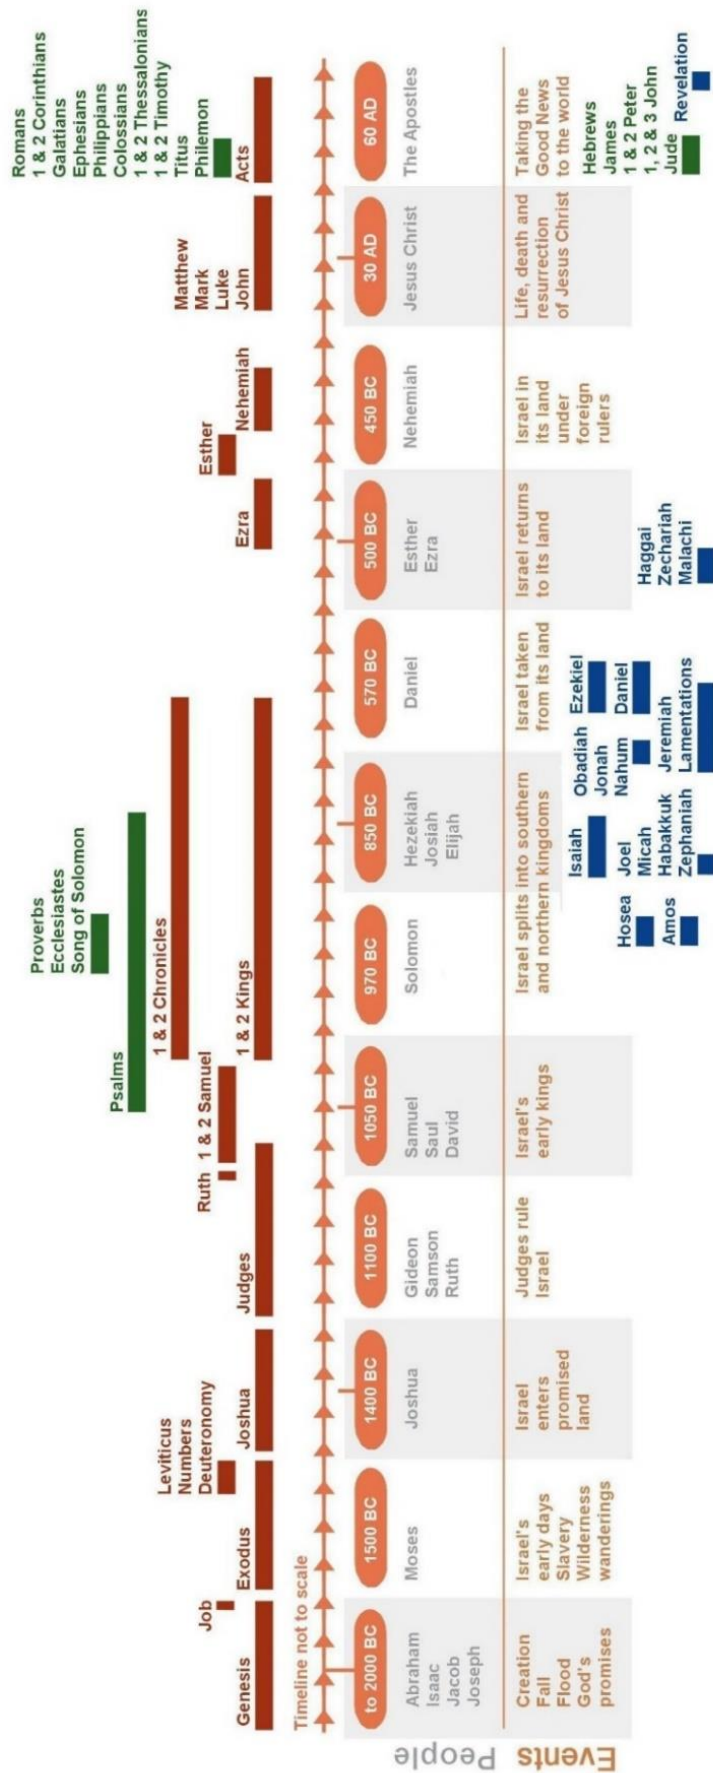 Romans
1 & 2 Corinthians
Galatians
Ephesians
Philippians
Colossians
1 & 2 Thessalonians
1 & 2 Timothy
Titus
Philemon
Proverbs
Ecclesiastes
Song of Solomon
Psalms
Matthew
Mark
Luke
John
Leviticus
Numbers
Deuteronomy
1 & 2 Chronicles
Job
Ruth
1 & 2 Samuel
Esther
Genesis
Exodus
Joshua
Judges
1 & 2 Kings
Ezra
Nehemiah
Acts
Timeline not to scale
to 2000 BC
1500 BC
1400 BC
1100 BC
1050 BC
970 BC
850 BC
570 BC
500 BC
450 BC
30 AD
60 AD
People
Abraham
Isaac
Jacob
Joseph
Moses
Joshua
Gideon
Samson
Ruth
Samuel
Saul
David
Solomon
Hezekiah
Josiah
Elijah
Daniel
Esther
Ezra
Nehemiah
Jesus Christ
The Apostles
Events
Creation
Fall
Flood
God's
promises
Israel's
early days
Slavery
Wilderness
wanderings
Israel
enters
promised
land
Judges rule
Israel
Israel's
early kings
Israel splits into southern
and northern kingdoms
Israel taken
from its land
Israel returns
to its land
Israel in
its land
under
foreign
rulers
Life, death and
resurrection
of Jesus Christ
Taking the
Good News
to the world
Hosea
Amos
Isaiah
Joel
Micah
Habakkuk
Zephaniah
Obadiah
Jonah
Nahum
Jeremiah
Lamentations
Ezekiel
Daniel
Haggai
Zechariah
Malachi
Hebrews
James
1 & 2 Peter
1, 2 & 3 John
Jude
Revelation